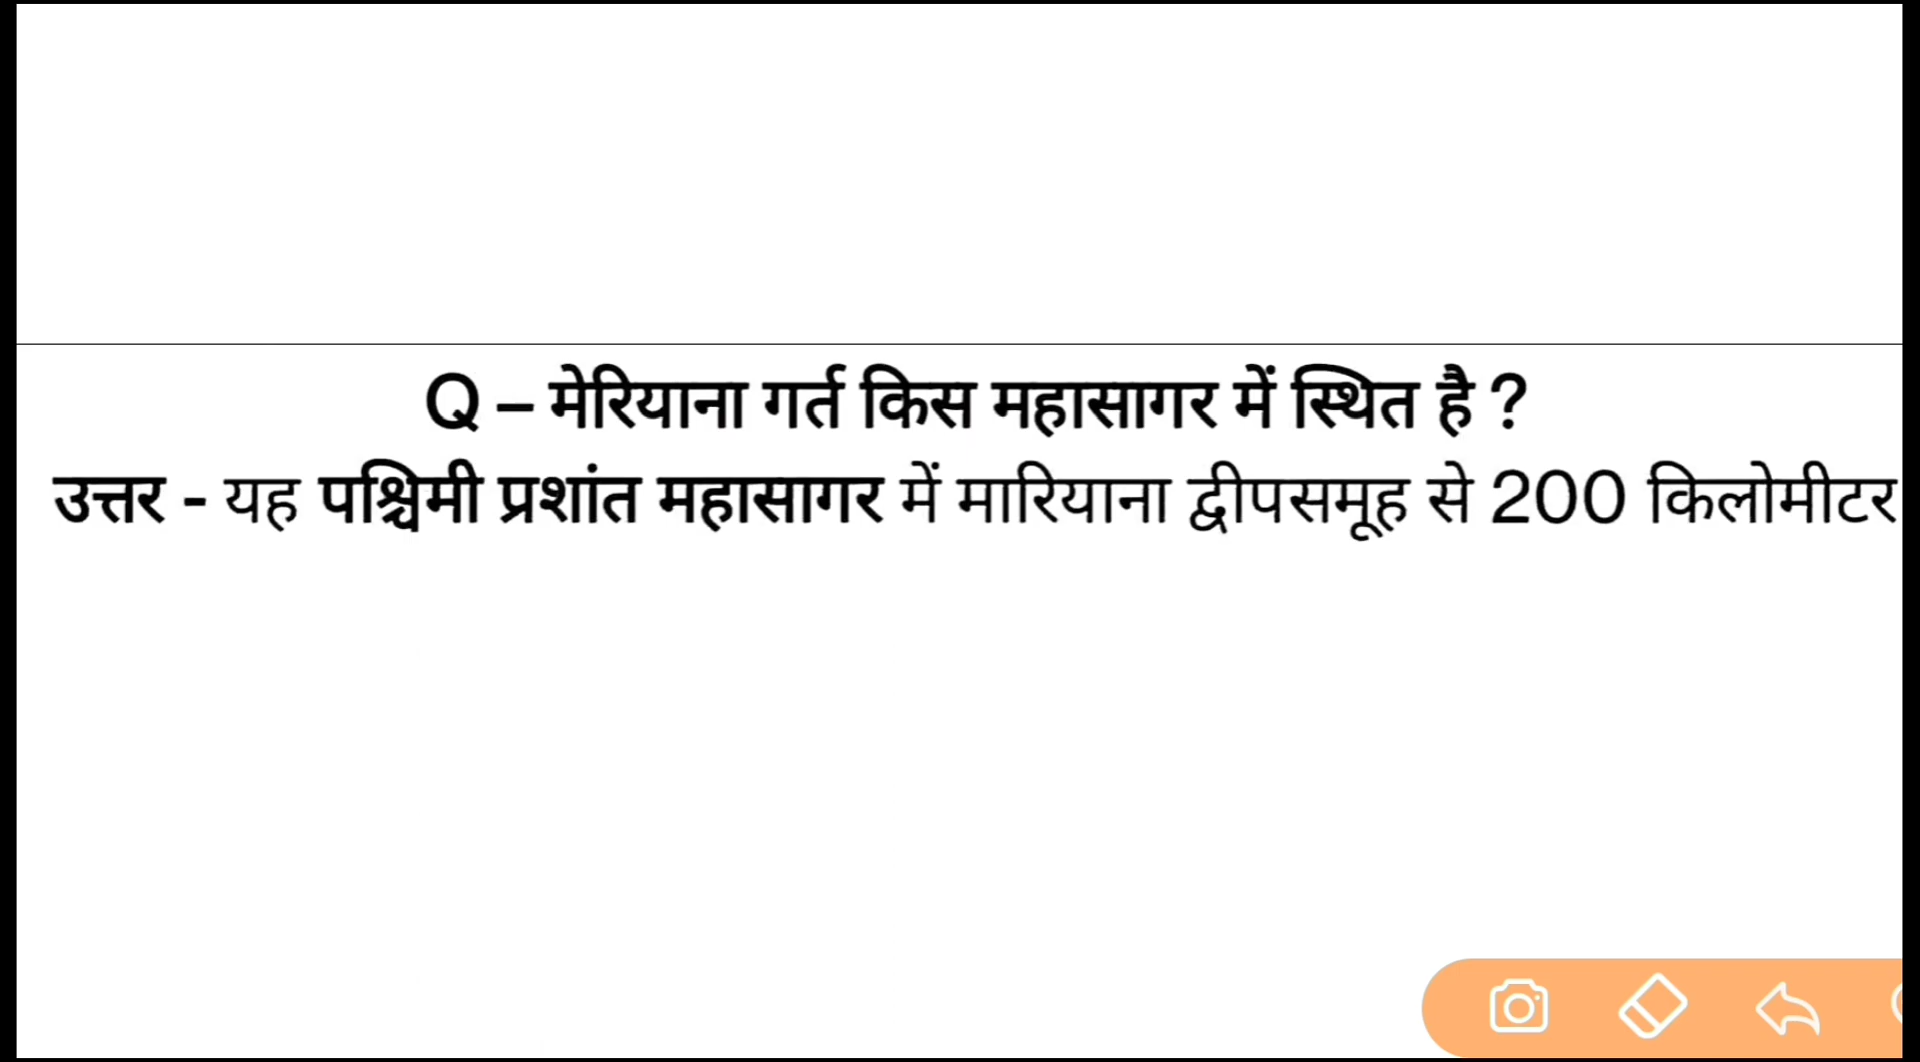 Q – मेरियाना गर्त किस महासागर में स्थित है ?
उत्तर - यह पश्चिमी प्रशांत महासागर में मारियाना द्वीपसमूह से 200 किलोमीटर